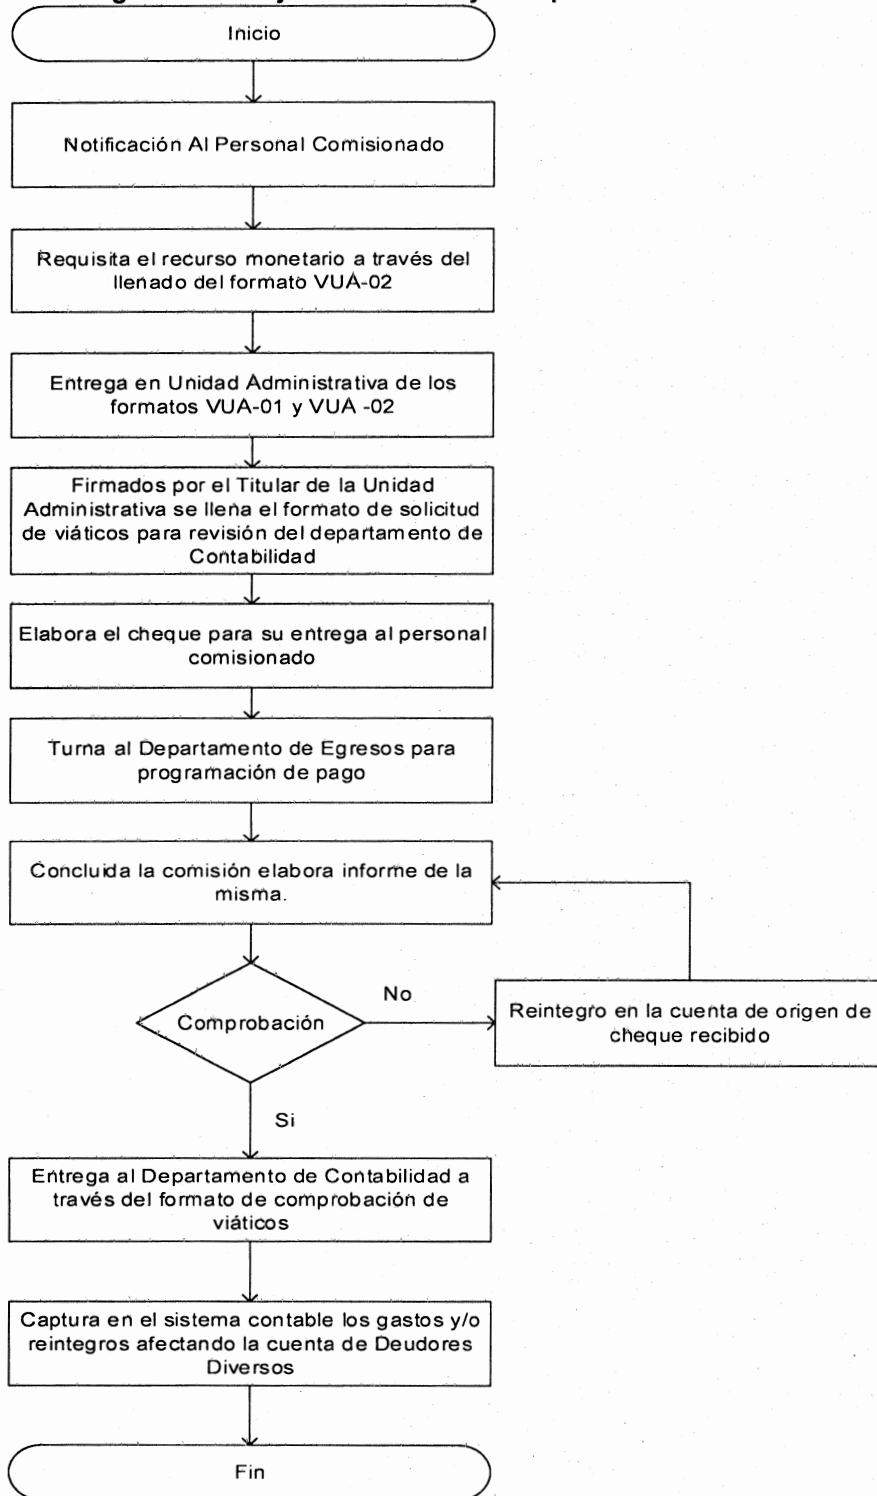 Inicio
Notificación Al Personal Comisionado
Requisita el recurso monetario a través del
llenado del formato VUA-02
Entrega en Unidad Administrativa de los
formatos VUA-01 y VUA -02
Firmados por el Titular de la Unidad
Administrativa se llena el formato de solicitud
de viáticos para revisión del departamento de
Contabilidad
Elabora el cheque para su entrega al personal
comisionado
Turna al Departamento de Egresos para
programación de pago
Concluida la comisión elabora informe de la
misma.
Comprobación
No
Reintegro en la cuenta de origen de
cheque recibido
Si
Entrega al Departamento de Contabilidad a
través del formato de comprobación de
viáticos
Captura en el sistema contable los gastos y/o
reintegros afectando la cuenta de Deudores
Diversos
Fin